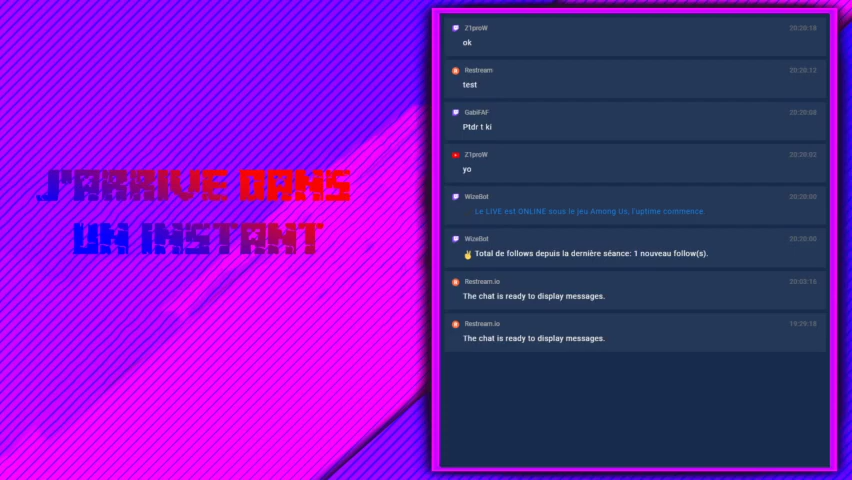 J'ARRIVE DANS
UN INSTANT
Z1proW 20:20:18
ok
Restream 20:20:12
test
GabiFAF 20:20:08
Ptdr t ki
Z1proW 20:20:02
yo
WizeBot 20:20:00
Le LIVE est ONLINE sous le jeu Among Us, l'uptime commence
WizeBot 20:20:00
✌ Total de follows depuis la dernière séance: 1 nouveau follow(s).
Restream.io 20:03:16
The chat is ready to display messages.
Restream.io 19:29:18
The chat is ready to display messages.